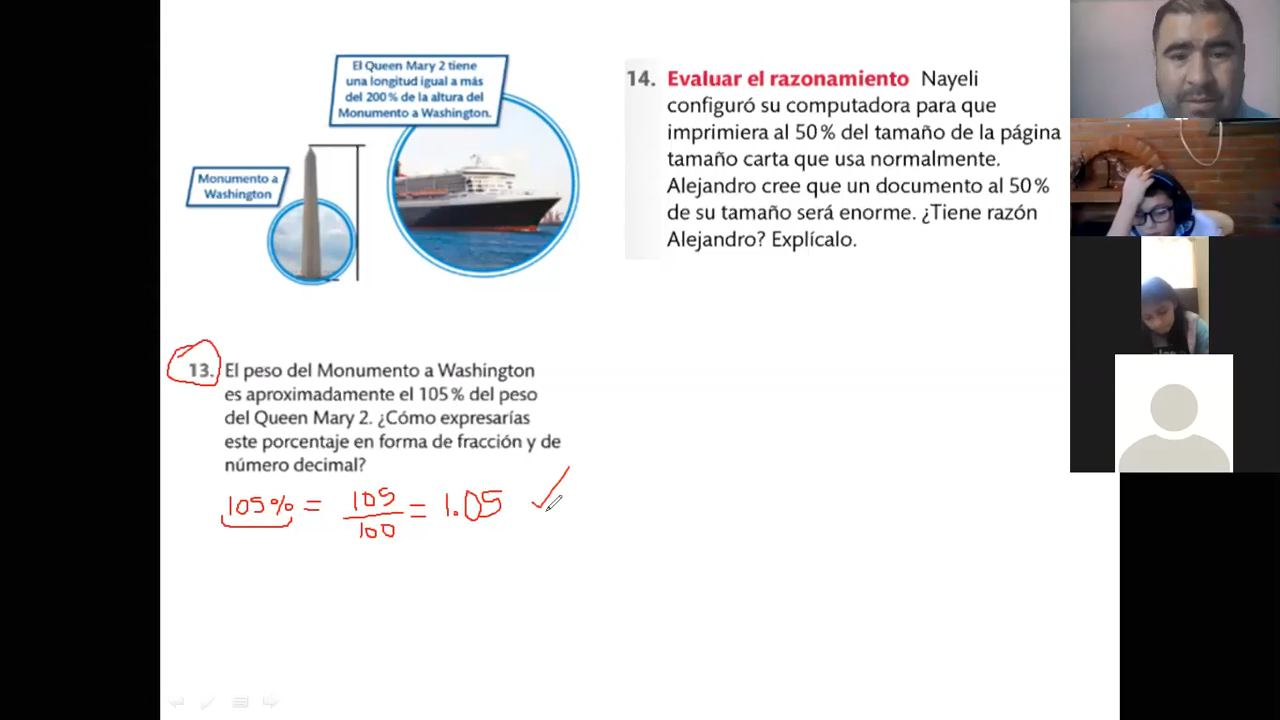 El Queen Mary 2 tiene
una longitud igual a más
del 200% de la altura del
Monumento a Washington.
Monumento a
Washington
13. El peso del Monumento a Washington
es aproximadamente el 105% del peso
del Queen Mary 2. ¿Cómo expresarías
este porcentaje en forma de fracción y de
número decimal?
105% = 105/100 = 1.05
14. Evaluar el razonamiento Nayeli
configuró su computadora para que
imprimiera al 50% del tamaño de la página
tamaño carta que usa normalmente.
Alejandro cree que un documento al 50%
de su tamaño será enorme. ¿Tiene razón
Alejandro? Explícalo.